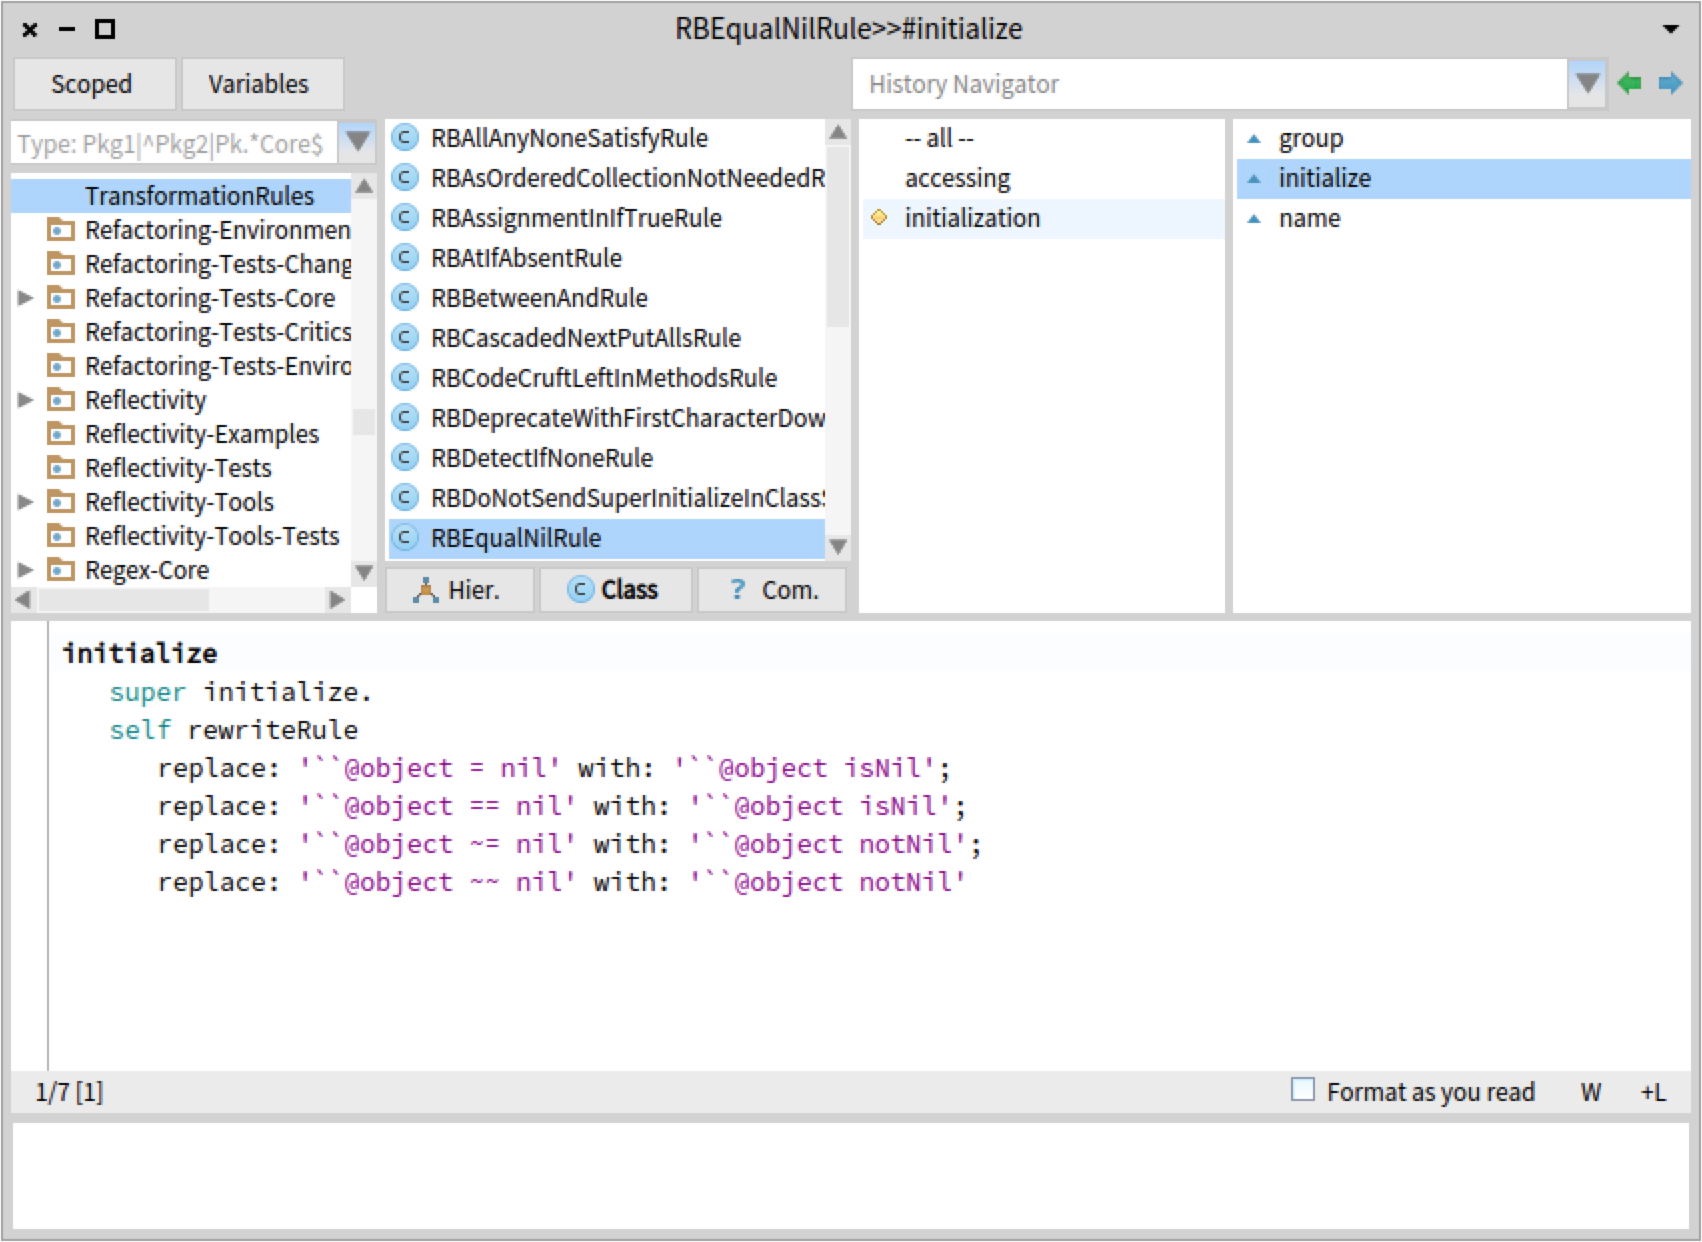 RBEqualNilRule>>#initialize
Scoped
Variables
History Navigator
Type: Pkg1|^Pkg2|Pk.*Core$
TransformationRules
Refactoring-Environmen
Refactoring-Tests-Chang
Refactoring-Tests-Core
Refactoring-Tests-Critics
Refactoring-Tests-Enviro
Reflectivity
Reflectivity-Examples
Reflectivity-Tests
Reflectivity-Tools
Reflectivity-Tools-Tests
Regex-Core
RBAllAnyNoneSatisfyRule
RBAsOrderedCollectionNotNeededR
RBAssignmentInIfTrueRule
RBAtIfAbsentRule
RBBetweenAndRule
RBCascadedNextPutAllsRule
RBCodeCruftLeftInMethodsRule
RBDeprecateWithFirstCharacterDow
RBDetectIfNoneRule
RBDoNotSendSuperInitializeInClassS
RBEqualNilRule
Hier.
Class
? Com.
-- all --
accessing
initialization
group
initialize
name
initialize
super initialize.
self rewriteRule
replace: '``@object = nil' with: '``@object isNil';
replace: '``@object == nil' with: '``@object isNil';
replace: '``@object ~= nil' with: '``@object notNil';
replace: '``@object ~~ nil' with: '``@object notNil'
1/7 [1]
Format as you read
W
+L